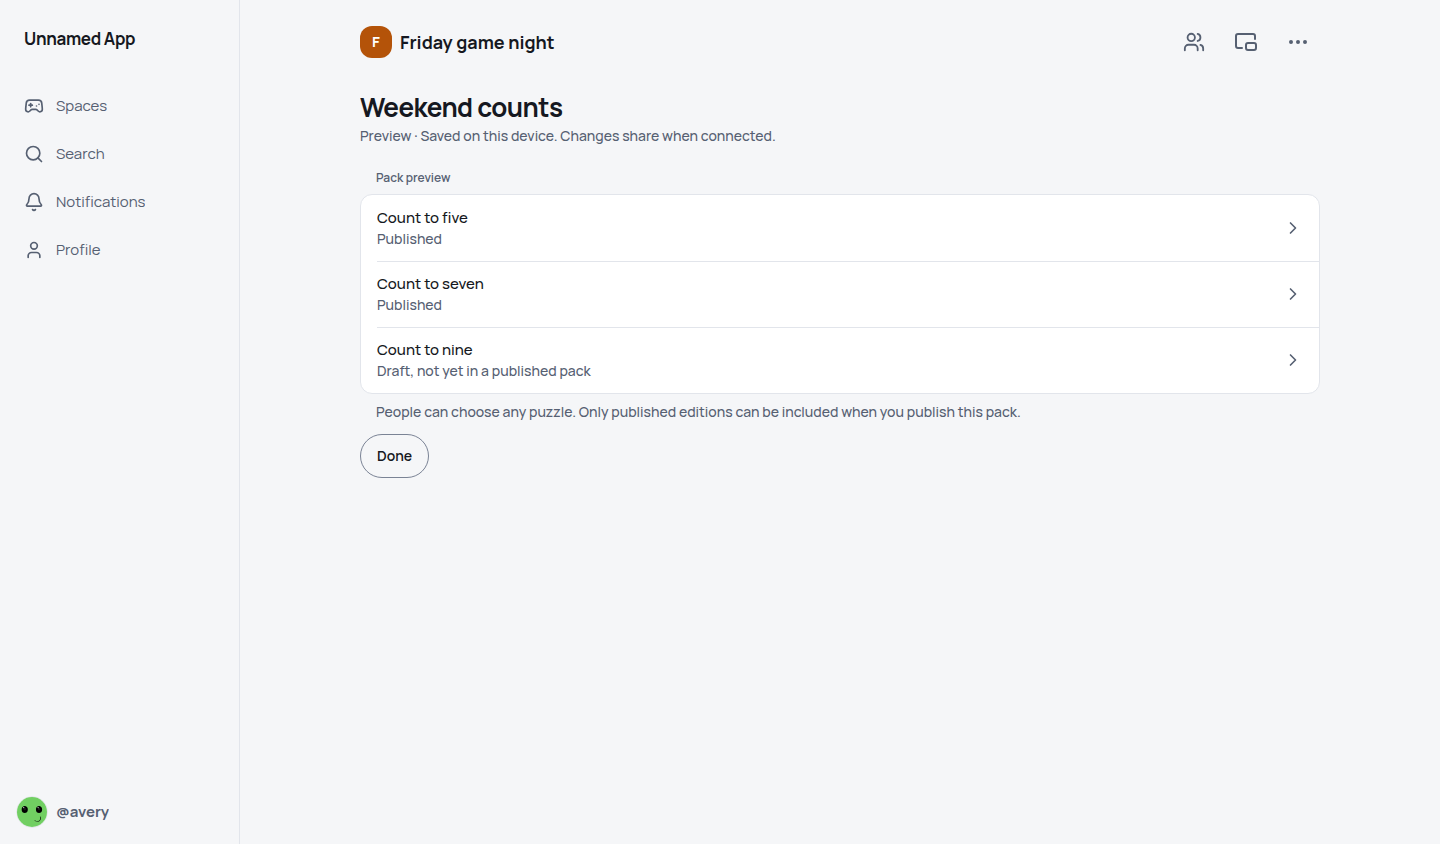 Unnamed App
Spaces
Search
Notifications
Profile
@avery
F
Friday game night
Weekend counts
Preview · Saved on this device. Changes share when connected.
Pack preview
Count to five
Published
Count to seven
Published
Count to nine
Draft, not yet in a published pack
People can choose any puzzle. Only published editions can be included when you publish this pack.
Done